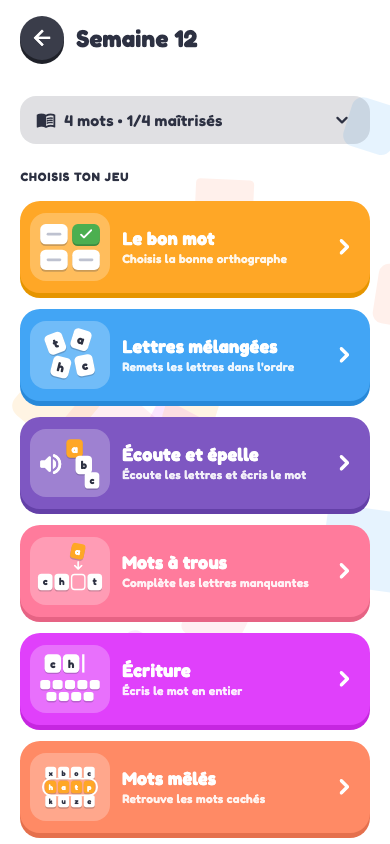 Semaine 12
4 mots • 1/4 maîtrisés
CHOISIS TON JEU
Le bon mot
Choisis la bonne orthographe
t a
h c
Lettres mélangées
Remets les lettres dans l'ordre
a
b
c
Écoute et épelle
Écoute les lettres et écris le mot
a
c h t
Mots à trous
Complète les lettres manquantes
c h
Écriture
Écris le mot en entier
x b o c
h a t p
k u z e
Mots mêlés
Retrouve les mots cachés